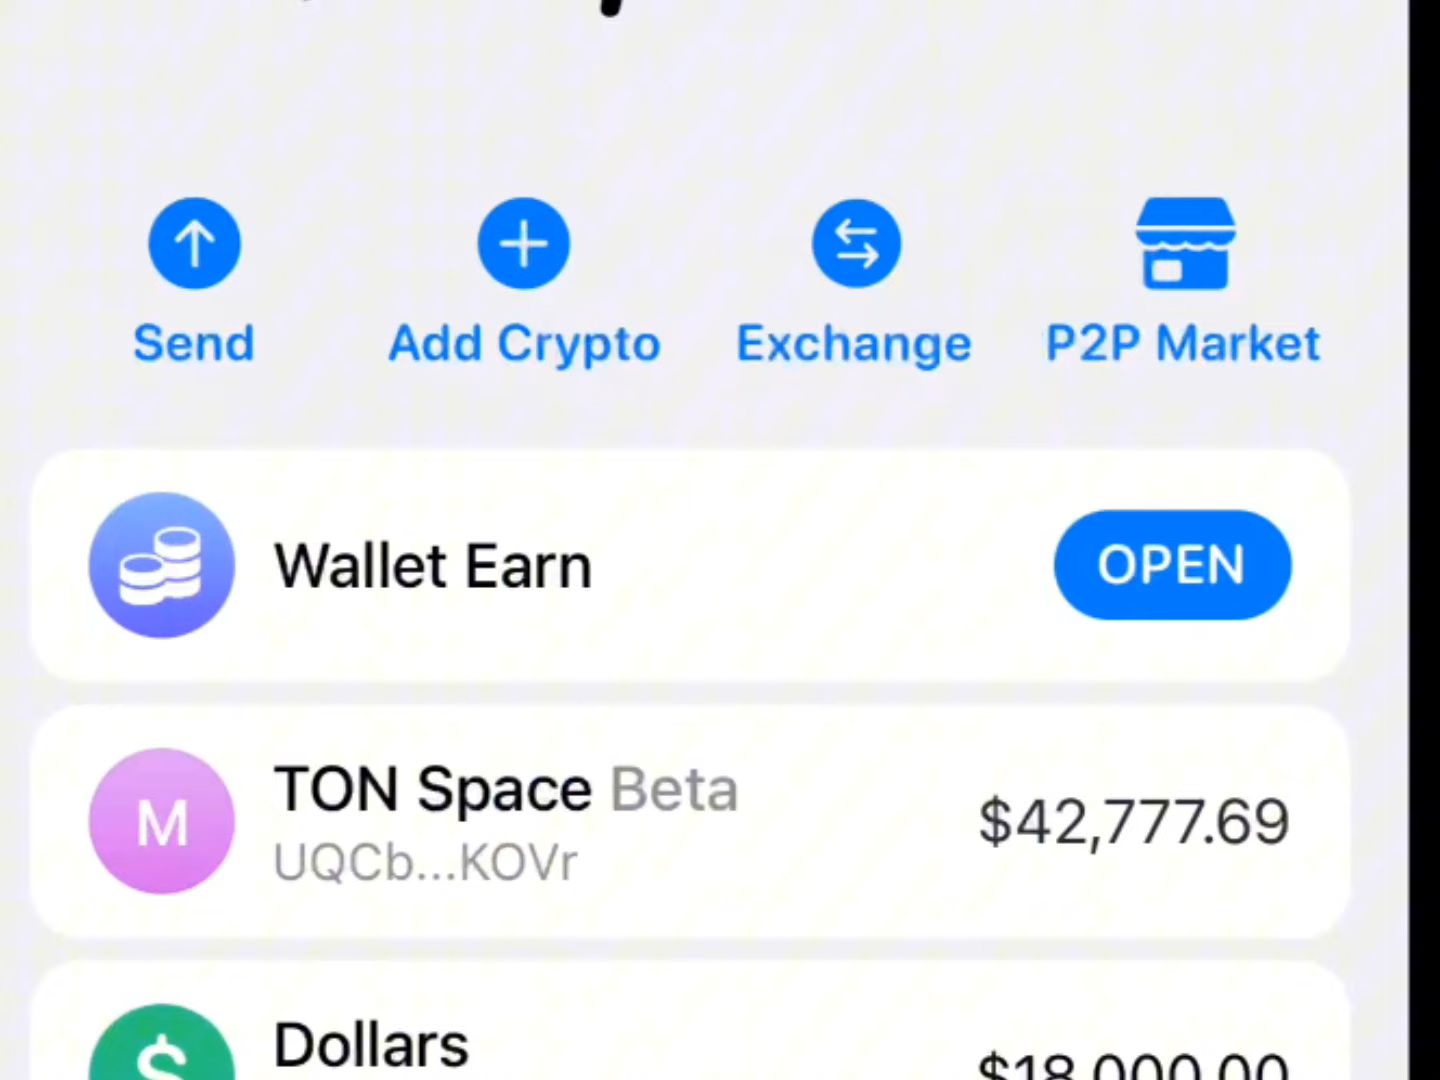 Send
Add Crypto
Exchange
P2P Market
Wallet Earn
OPEN
M
TON Space Beta
UQCb...KOVr
$42,777.69
Dollars
$
$18,000.00